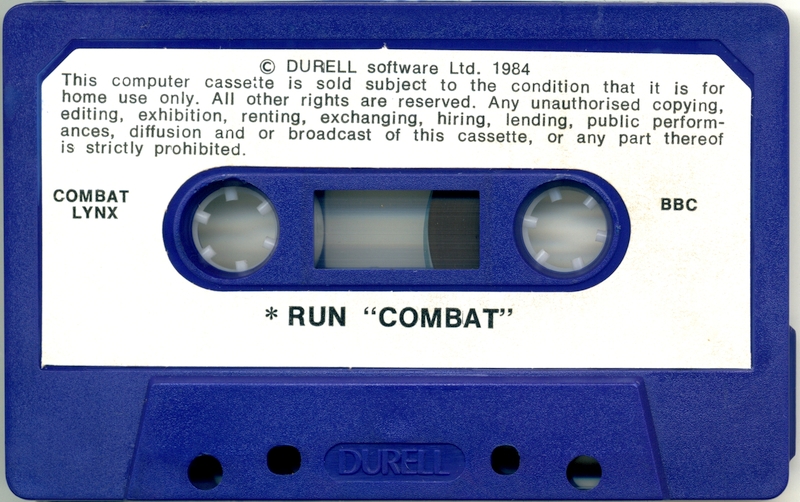 © DURELL software Ltd. 1984
This computer cassette is sold subject to the condition that it is for
home use only. All other rights are reserved. Any unauthorised copying,
editing, exhibition, renting, exchanging, hiring, lending, public perform-
ances, diffusion and or broadcast of this cassette, or any part thereof
is strictly prohibited.
COMBAT
LYNX
BBC
* RUN “COMBAT”
DURELL